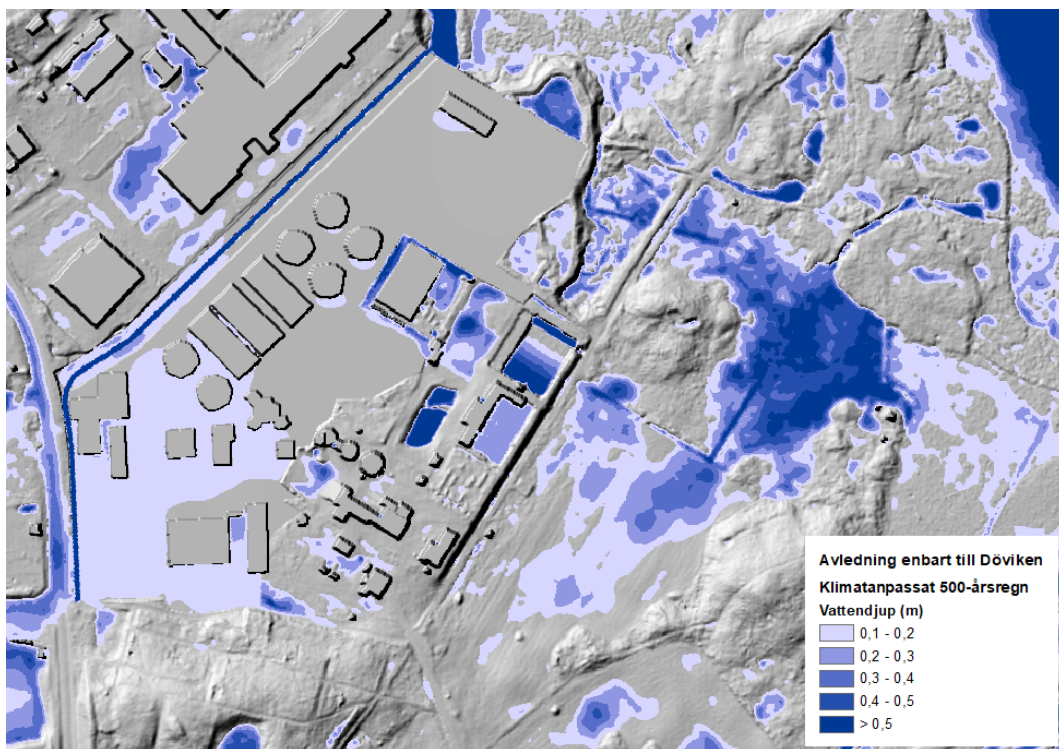 Avledning enbart till Döviken
Klimatanpassat 500-årsregn
Vattendjup (m)
0,1 - 0,2
0,2 - 0,3
0,3 - 0,4
0,4 - 0,5
> 0,5